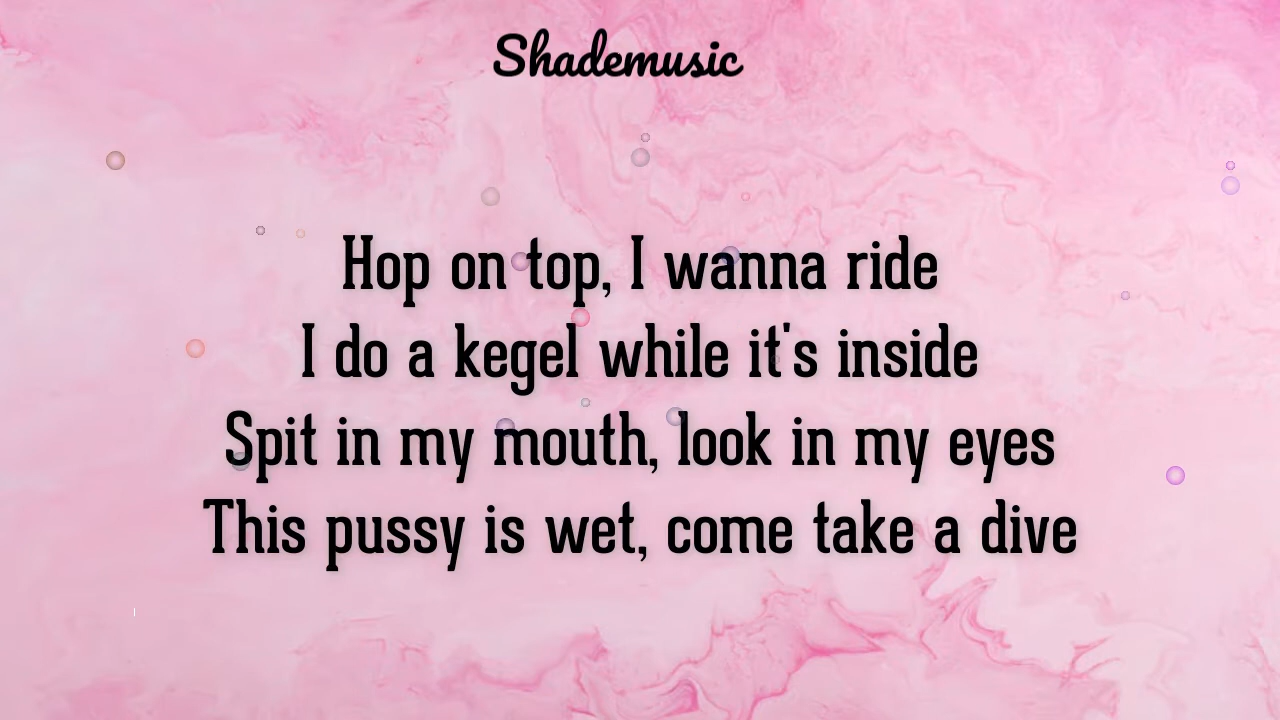 Shademusic
Hop on top, I wanna ride
I do a kegel while it's inside
Spit in my mouth, look in my eyes
This pussy is wet, come take a dive